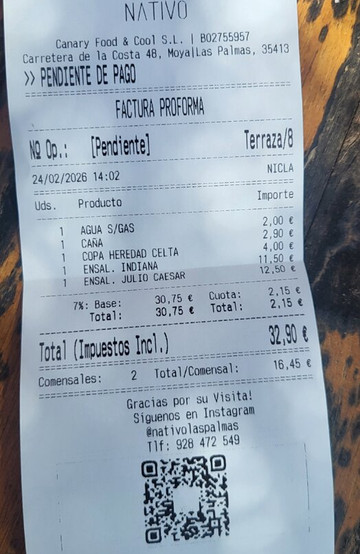 NATIVO
Canary Food & Cool S.L. | B02755957
Carretera de la Costa 48, Moya|Las Palmas, 35413
>> PENDIENTE DE PAGO
FACTURA PROFORMA
Nº Op.: [Pendiente] Terraza/8
24/02/2026 14:02 NICLA
Uds. Producto Importe
1 AGUA S/GAS 2,00 €
1 CAÑA 2,90 €
1 COPA HEREDAD CELTA 4,00 €
1 ENSAL. INDIANA 11,50 €
1 ENSAL. JULIO CAESAR 12,50 €
7%: Base: 30,75 € Cuota: 2,15 €
Total: 30,75 € Total: 2,15 €
Total (Impuestos Incl.) 32,90 €
Comensales: 2 Total/Comensal: 16,45 €
Gracias por su Visita!
Síguenos en Instagram
@nativolaspalmas
Tlf: 928 472 549